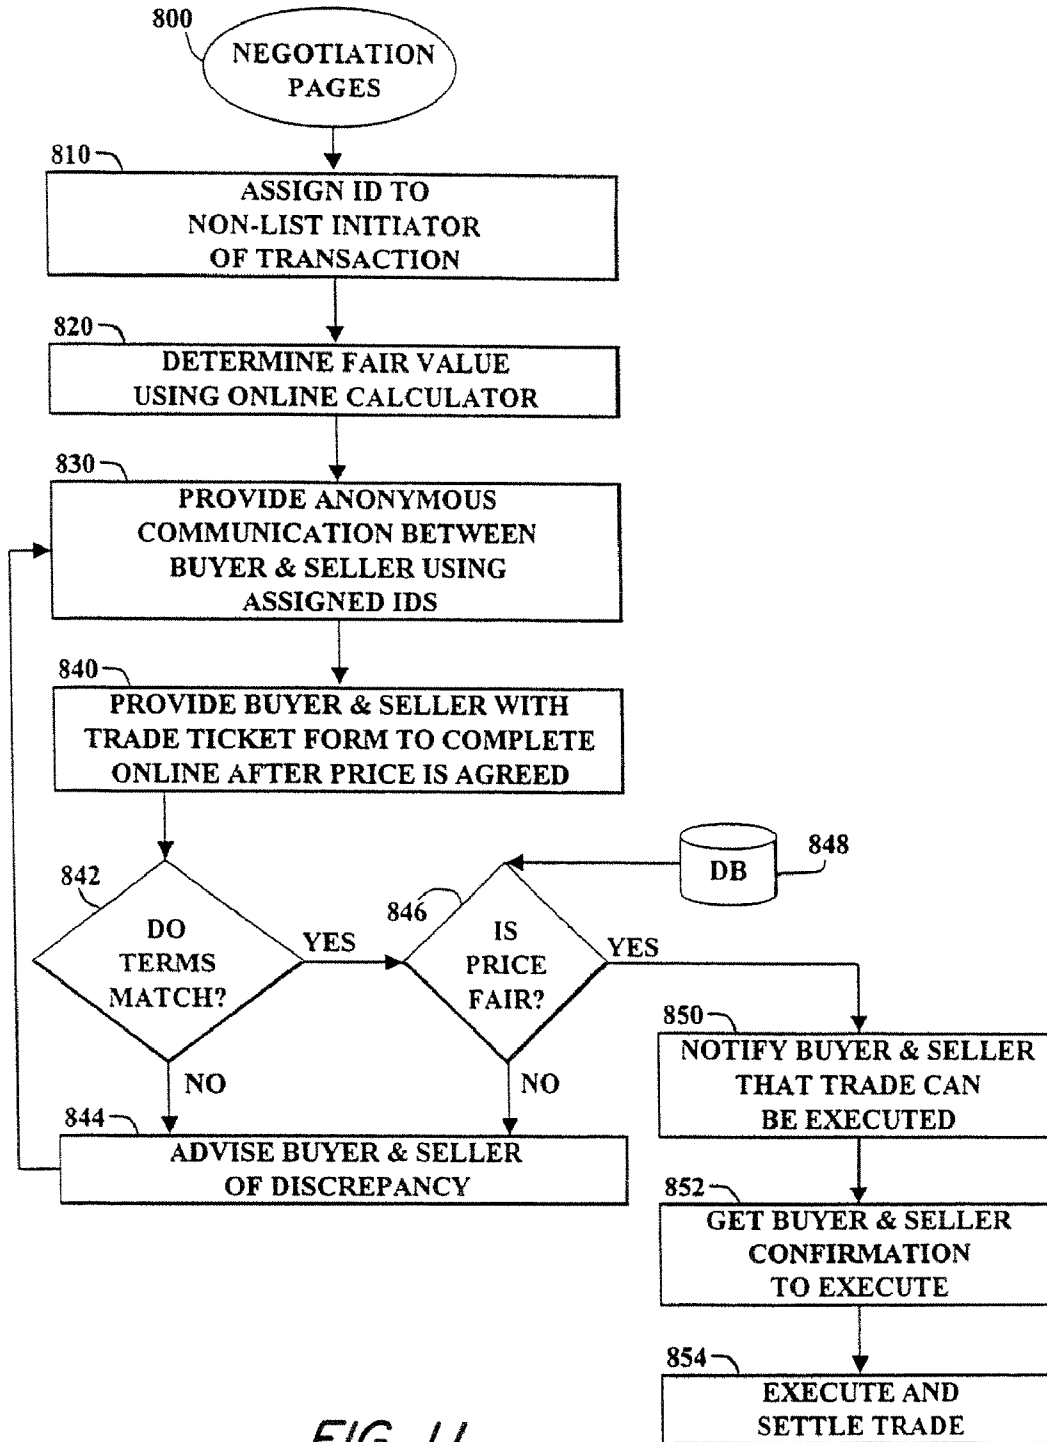 800
NEGOTIATION
PAGES
810
ASSIGN ID TO
NON-LIST INITIATOR
OF TRANSACTION
820
DETERMINE FAIR VALUE
USING ONLINE CALCULATOR
830
PROVIDE ANONYMOUS
COMMUNICATION BETWEEN
BUYER & SELLER USING
ASSIGNED IDS
840
PROVIDE BUYER & SELLER WITH
TRADE TICKET FORM TO COMPLETE
ONLINE AFTER PRICE IS AGREED
842
DO
TERMS
MATCH?
YES
NO
846
IS
PRICE
FAIR?
YES
NO
DB
848
844
ADVISE BUYER & SELLER
OF DISCREPANCY
850
NOTIFY BUYER & SELLER
THAT TRADE CAN
BE EXECUTED
852
GET BUYER & SELLER
CONFIRMATION
TO EXECUTE
854
EXECUTE AND
SETTLE TRADE
FIG. 11